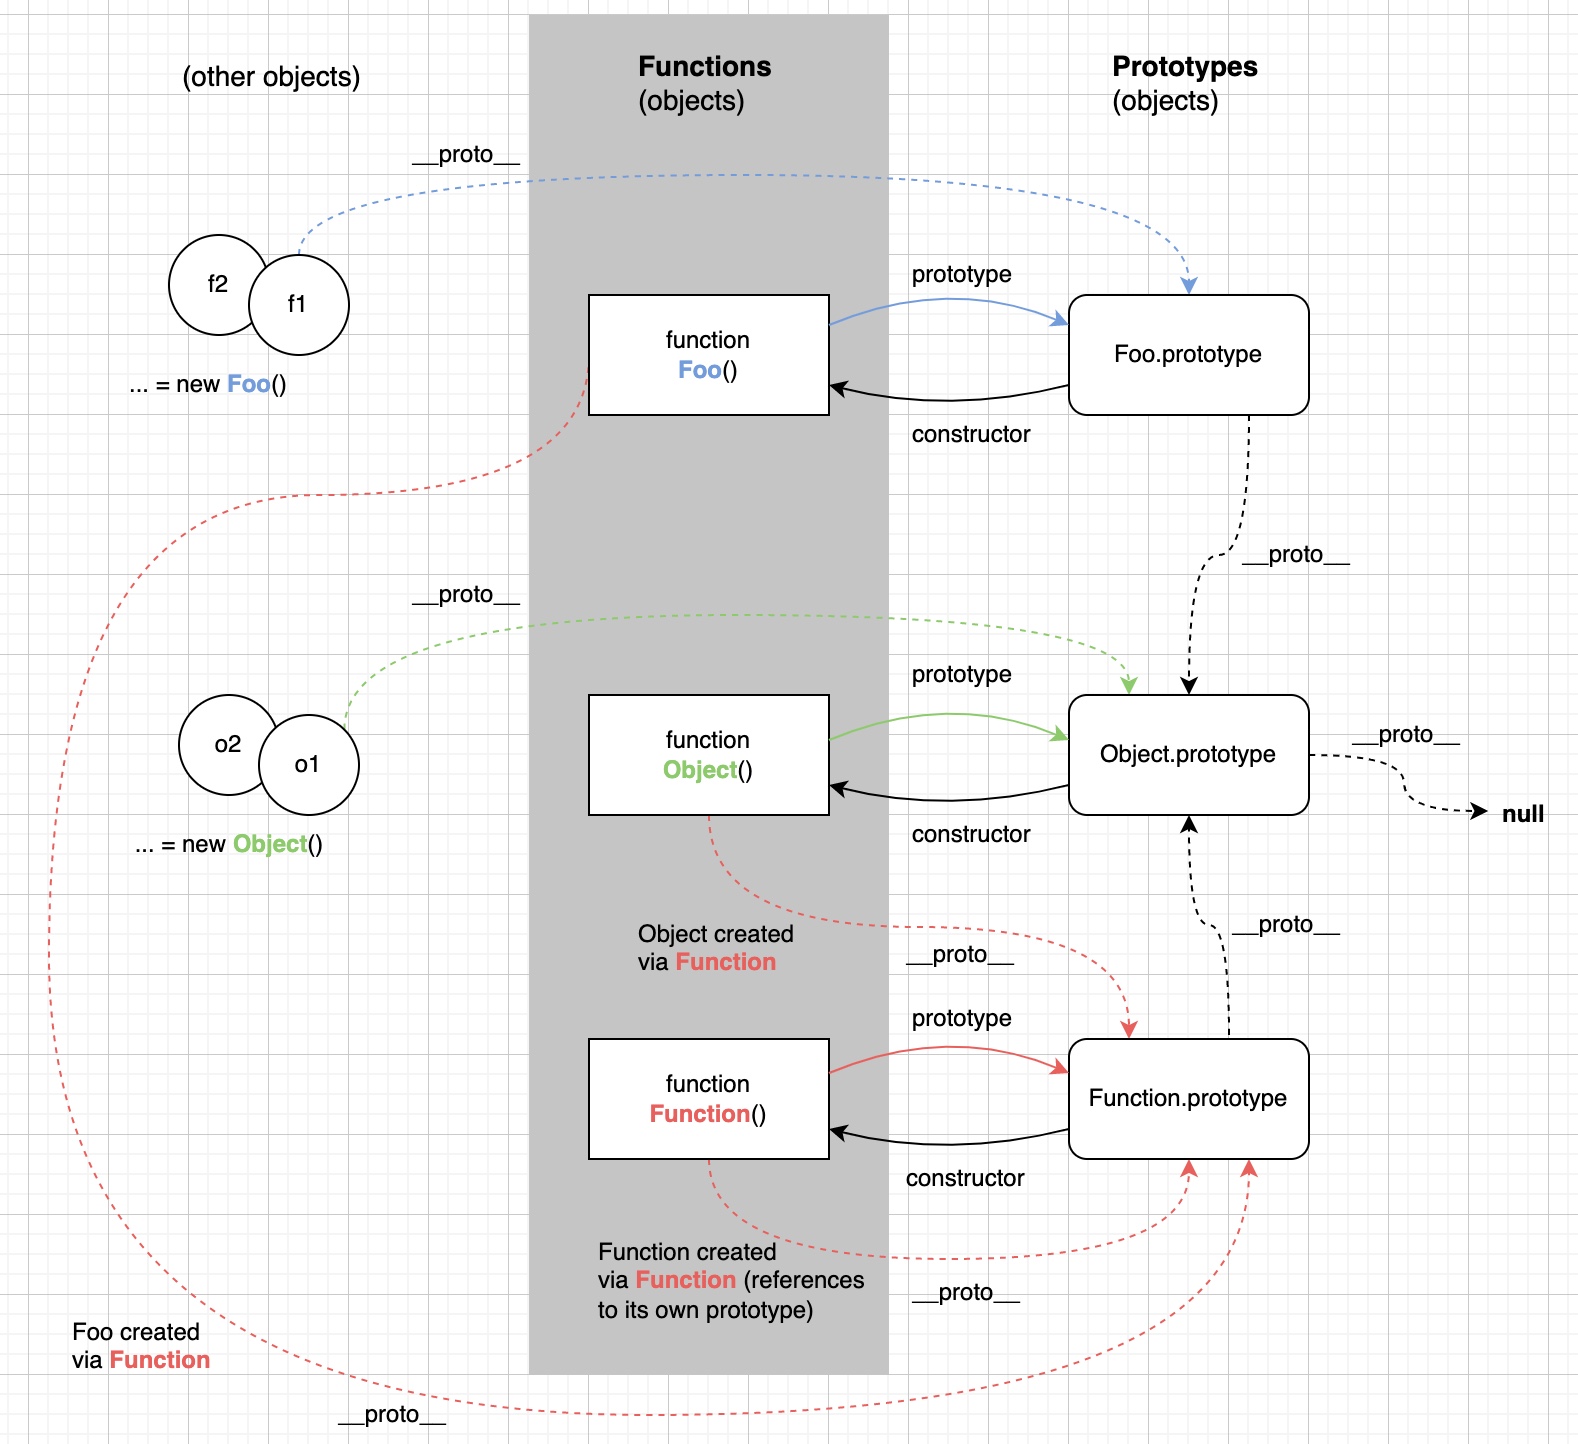 (other objects)
Functions
(objects)
Prototypes
(objects)
__proto__
f2
f1
... = new Foo()
function
Foo()
prototype
constructor
Foo.prototype
__proto__
__proto__
o2
o1
... = new Object()
function
Object()
prototype
constructor
Object.prototype
__proto__
null
Object created
via Function
__proto__
__proto__
function
Function()
prototype
constructor
Function.prototype
Function created
via Function (references
to its own prototype)
__proto__
Foo created
via Function
__proto__